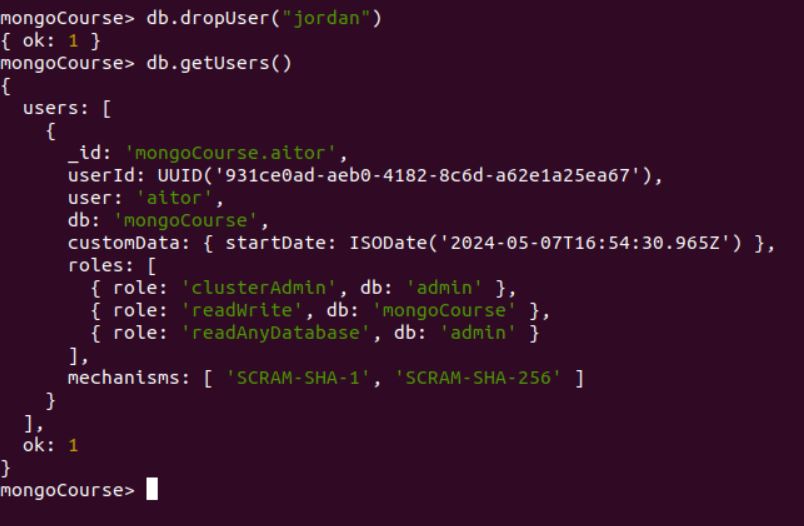 mongoCourse> db.dropUser("jordan")
{ ok: 1 }
mongoCourse> db.getUsers()
{
  users: [
    {
      _id: 'mongoCourse.aitor',
      userId: UUID('931ce0ad-aeb0-4182-8c6d-a62e1a25ea67'),
      user: 'aitor',
      db: 'mongoCourse',
      customData: { startDate: ISODate('2024-05-07T16:54:30.965Z') },
      roles: [
        { role: 'clusterAdmin', db: 'admin' },
        { role: 'readWrite', db: 'mongoCourse' },
        { role: 'readAnyDatabase', db: 'admin' }
      ],
      mechanisms: [ 'SCRAM-SHA-1', 'SCRAM-SHA-256' ]
    }
  ],
  ok: 1
}
mongoCourse>